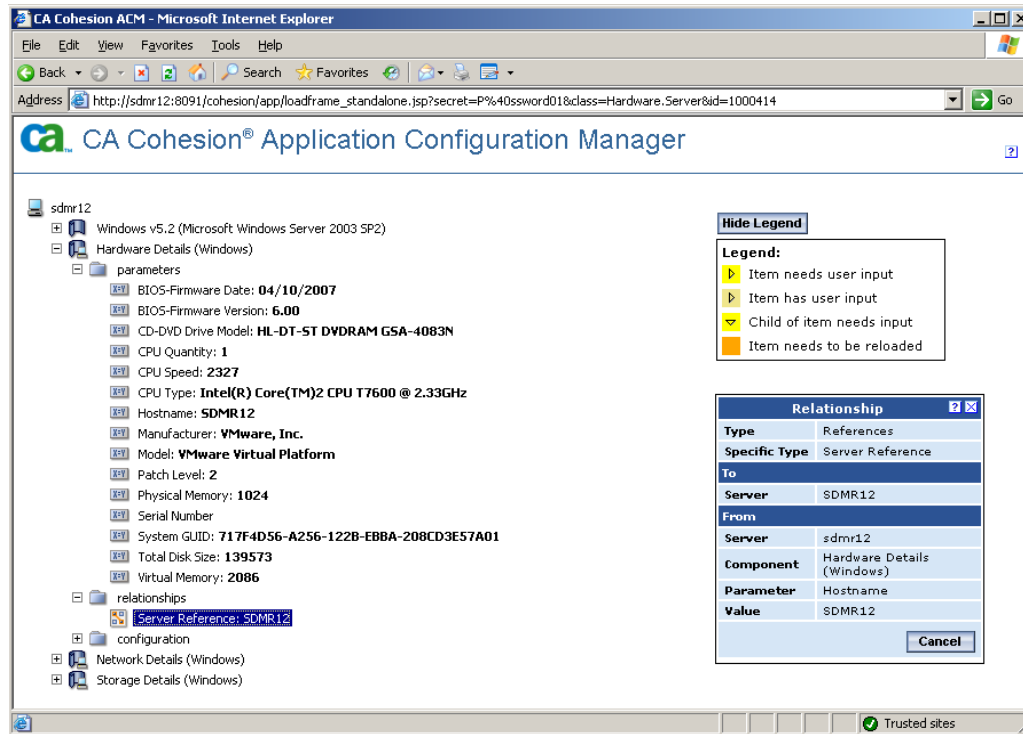 CA Cohesion ACM - Microsoft Internet Explorer
File Edit View Favorites Tools Help
Back Search Favorites
Address http://sdmr12:8091/cohesion/app/loadframe_standalone.jsp?secret=P%40ssword01&class=Hardware.Server&id=1000414 Go
ca™ CA Cohesion® Application Configuration Manager
?
sdmr12
Windows v5.2 (Microsoft Windows Server 2003 SP2)
Hardware Details (Windows)
parameters
BIOS-Firmware Date: 04/10/2007
BIOS-Firmware Version: 6.00
CD-DVD Drive Model: HL-DT-ST DVDRAM GSA-4083N
CPU Quantity: 1
CPU Speed: 2327
CPU Type: Intel(R) Core(TM)2 CPU T7600 @ 2.33GHz
Hostname: SDMR12
Manufacturer: VMware, Inc.
Model: VMware Virtual Platform
Patch Level: 2
Physical Memory: 1024
Serial Number
System GUID: 717F4D56-A256-122B-EBBA-208CD3E57A01
Total Disk Size: 139573
Virtual Memory: 2086
relationships
Server Reference: SDMR12
configuration
Network Details (Windows)
Storage Details (Windows)
Hide Legend
Legend:
Item needs user input
Item has user input
Child of item needs input
Item needs to be reloaded
Relationship ?
Type References
Specific Type Server Reference
To
Server SDMR12
From
Server sdmr12
Component Hardware Details
(Windows)
Parameter Hostname
Value SDMR12
Cancel
Trusted sites